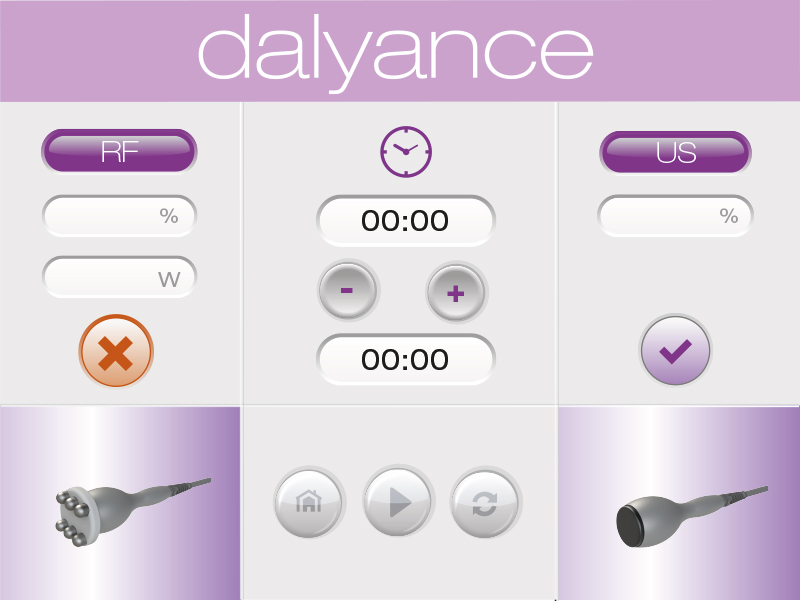 dalyance
RF
%
W
00:00
- +
00:00
US
%